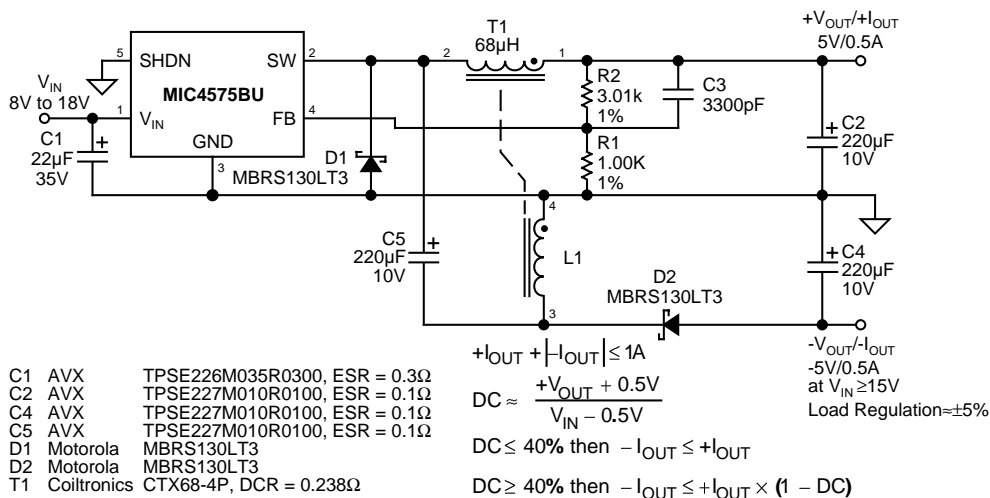 T1
68µH
+VOUT/+IOUT
5V/0.5A
5
SHDN
SW
2
2
1
VIN
8V to 18V
MIC4575BU
R2
3.01k
1%
C3
3300pF
1
VIN
FB
4
C1
22µF
35V
GND
3
D1
MBRS130LT3
R1
1.00K
1%
C2
220µF
10V
4
C5
220µF
10V
L1
C4
220µF
10V
D2
MBRS130LT3
3
-VOUT/-IOUT
-5V/0.5A
at VIN ≥15V
Load Regulation≈±5%
C1 AVX TPSE226M035R0300, ESR = 0.3Ω
C2 AVX TPSE227M010R0100, ESR = 0.1Ω
C4 AVX TPSE227M010R0100, ESR = 0.1Ω
C5 AVX TPSE227M010R0100, ESR = 0.1Ω
D1 Motorola MBRS130LT3
D2 Motorola MBRS130LT3
T1 Coiltronics CTX68-4P, DCR = 0.238Ω
+IOUT + |−IOUT| ≤ 1A
DC ≈ +VOUT + 0.5V
VIN − 0.5V
DC ≤ 40% then − IOUT ≤ +IOUT
DC ≥ 40% then − IOUT ≤ +IOUT × (1 − DC)
+
+
+
+